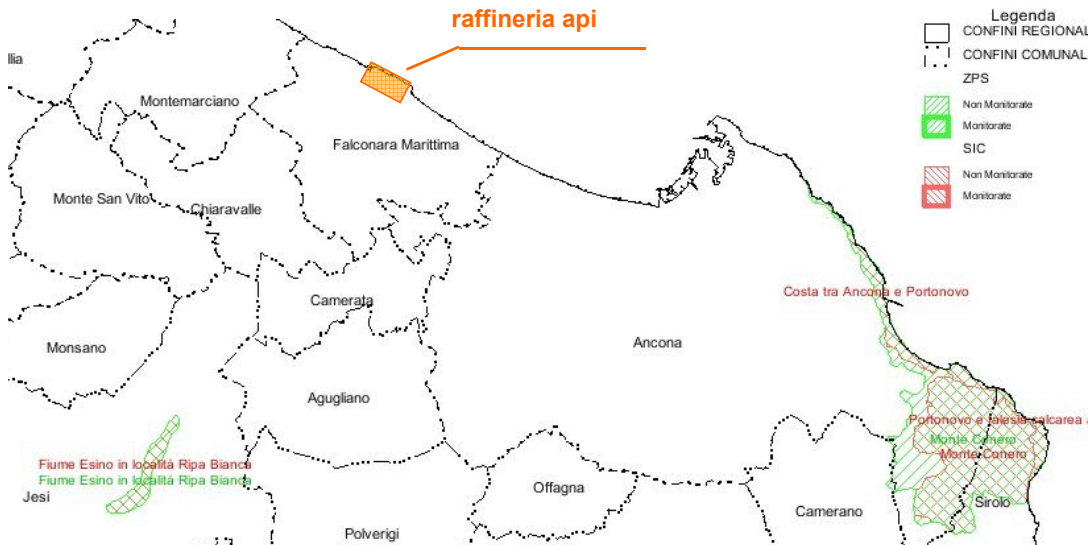 raffineria api
Legenda
CONFINI REGIONAL
CONFINI COMUNAL
ZPS
Non Monitorate
Monitorate
SIC
Non Monitorate
Monitorate
llia
Montemarciano
Falconara Marittima
Monte San Vito
Chiaravalle
Costa tra Ancona e Portonovo
Camerata
Monsano
Ancona
Agugliano
Portonovo e falesia calcarea a
Monte Conero
Monte Conero
Fiume Esino in località Ripa Bianca
Fiume Esino in località Ripa Bianca
Jesi
Offagna
Sirolo
Camerano
Polverigi